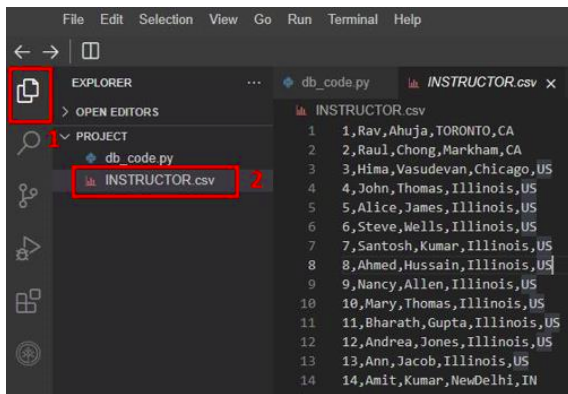 File Edit Selection View Go Run Terminal Help
EXPLORER ...
OPEN EDITORS
1 PROJECT
db_code.py
INSTRUCTOR.csv 2
db_code.py INSTRUCTOR.csv
INSTRUCTOR.csv
1 1,Rav,Ahuja,TORONTO,CA
2 2,Raul,Chong,Markham,CA
3 3,Hima,Vasudevan,Chicago,US
4 4,John,Thomas,Illinois,US
5 5,Alice,James,Illinois,US
6 6,Steve,Wells,Illinois,US
7 7,Santosh,Kumar,Illinois,US
8 8,Ahmed,Hussain,Illinois,US
9 9,Nancy,Allen,Illinois,US
10 10,Mary,Thomas,Illinois,US
11 11,Bharath,Gupta,Illinois,US
12 12,Andrea,Jones,Illinois,US
13 13,Ann,Jacob,Illinois,US
14 14,Amit,Kumar,NewDelhi,IN